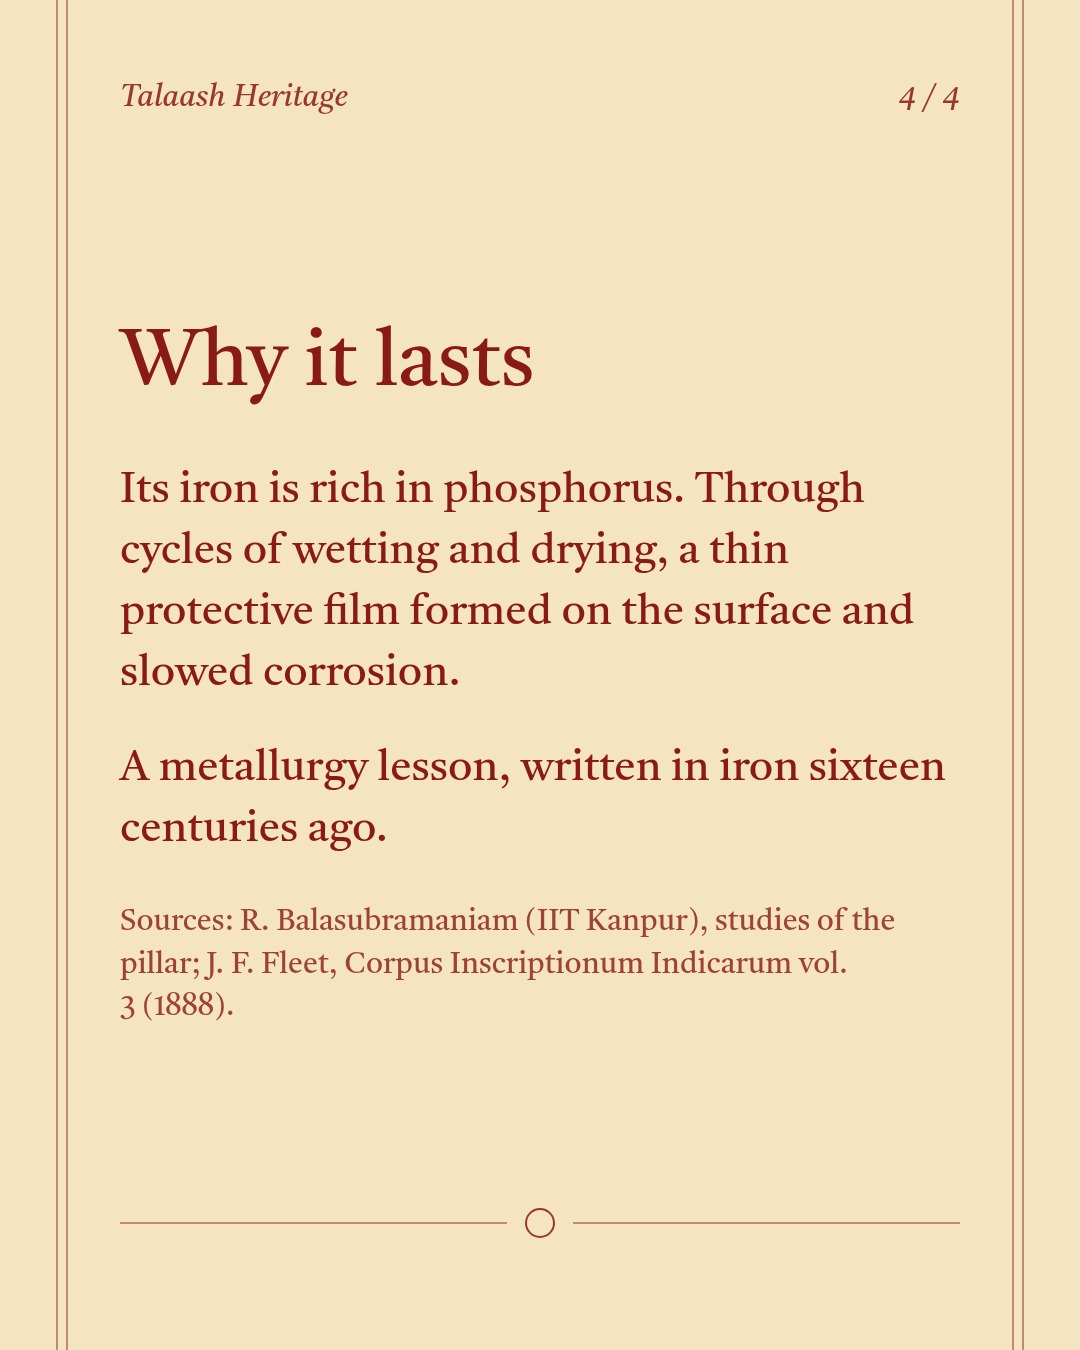 Talaash Heritage
4 / 4
Why it lasts
Its iron is rich in phosphorus. Through
cycles of wetting and drying, a thin
protective film formed on the surface and
slowed corrosion.
A metallurgy lesson, written in iron sixteen
centuries ago.
Sources: R. Balasubramaniam (IIT Kanpur), studies of the
pillar; J. F. Fleet, Corpus Inscriptionum Indicarum vol.
3 (1888).